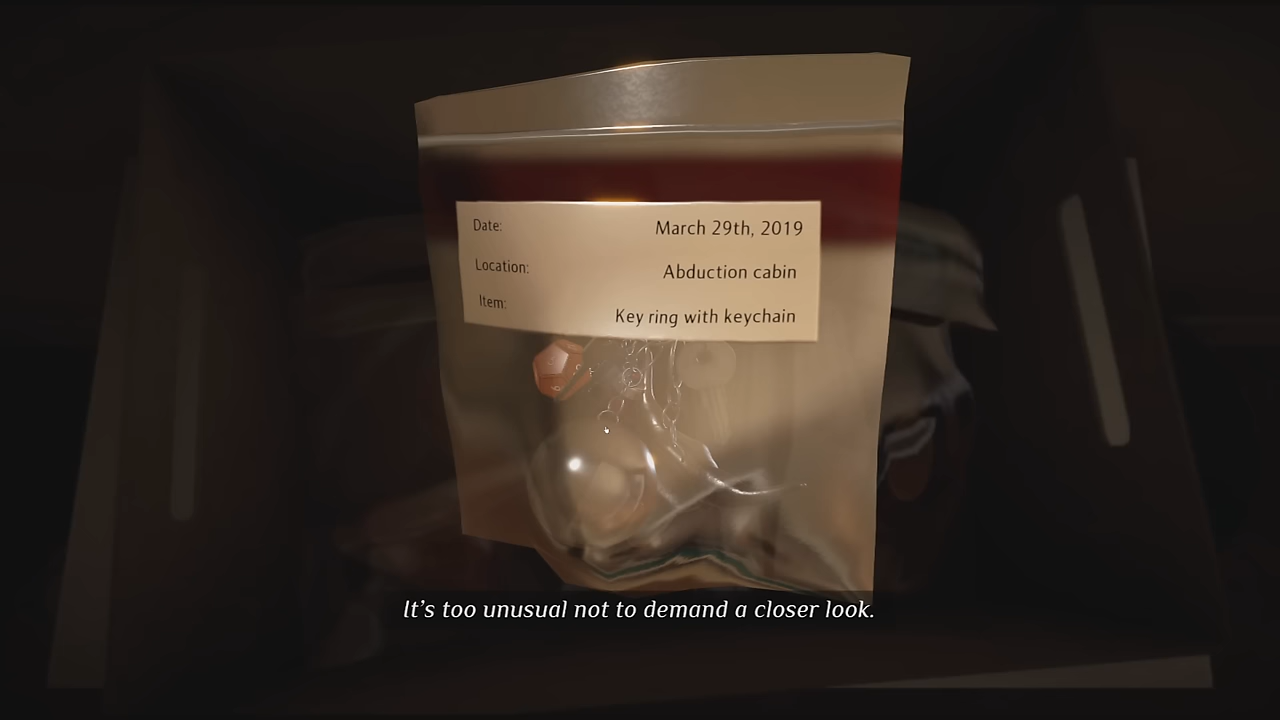 Date: March 29th, 2019
Location: Abduction cabin
Item: Key ring with keychain
It's too unusual not to demand a closer look.